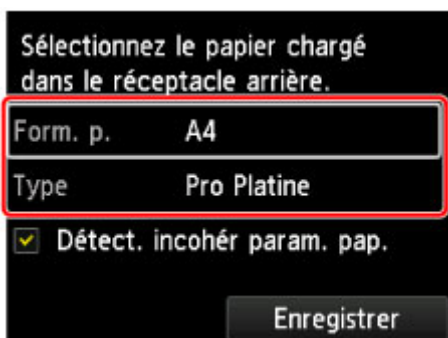 Sélectionnez le papier chargé
dans le réceptacle arrière.
Form. p. A4
Type Pro Platine
Détect. incohér param. pap.
Enregistrer